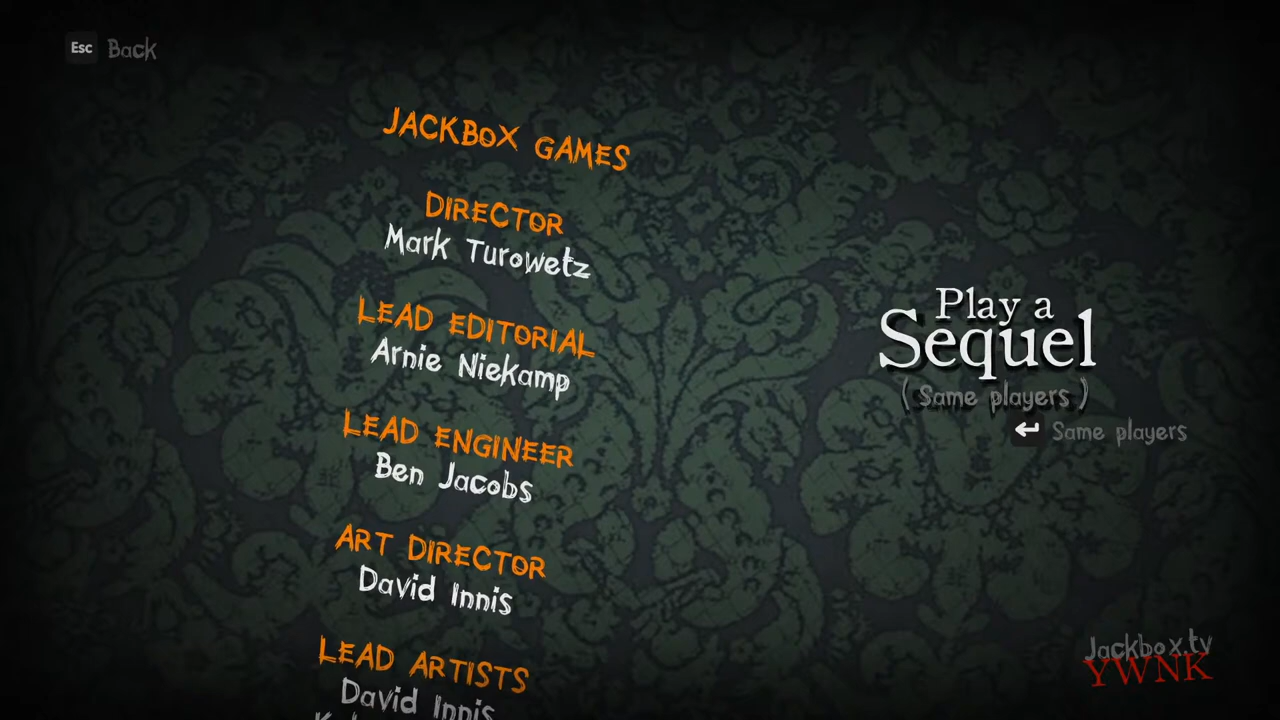 Esc Back
JACKBOX GAMES
DIRECTOR
Mark Turowetz
LEAD EDITORIAL
Arnie Niekamp
LEAD ENGINEER
Ben Jacobs
ART DIRECTOR
David Innis
LEAD ARTISTS
David Innis
Play a
Sequel
( Same players )
Same players
Jackbox.tv
YWNK